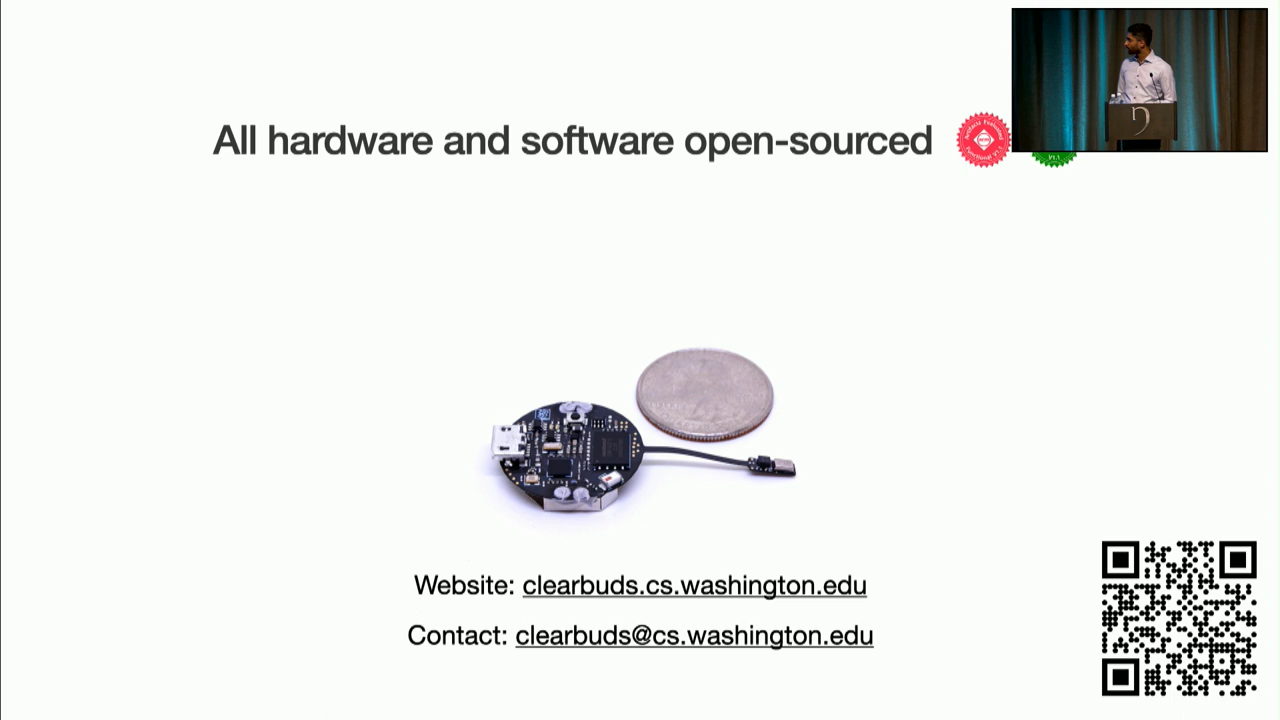 All hardware and software open-sourced
Website: clearbuds.cs.washington.edu
Contact: clearbuds@cs.washington.edu